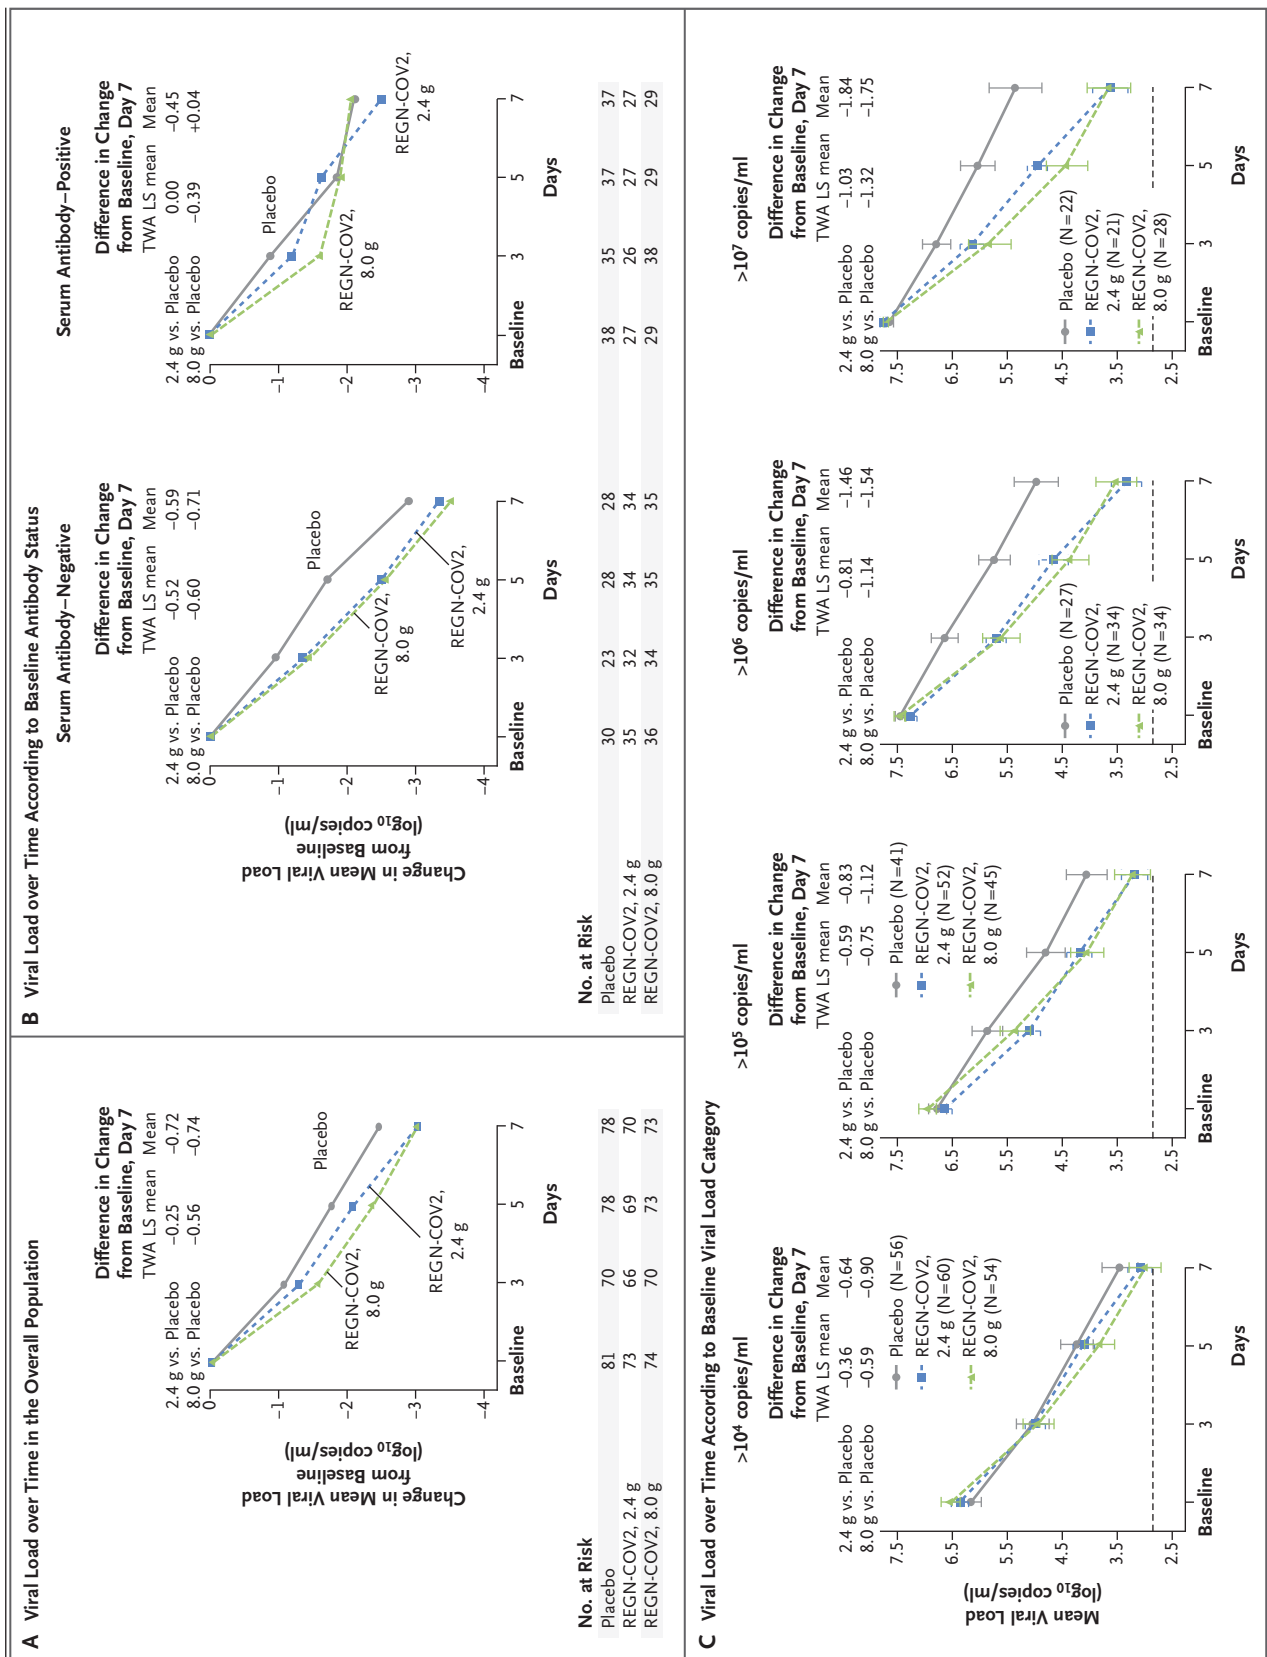 A Viral Load over Time in the Overall Population
Difference in Change
from Baseline, Day 7
TWA LS mean Mean
2.4 g vs. Placebo −0.25 −0.72
8.0 g vs. Placebo −0.56 −0.74
Change in Mean Viral Load
from Baseline
(log10 copies/ml)
0
−1
−2
−3
−4
Placebo
REGN-COV2,
8.0 g
REGN-COV2,
2.4 g
Baseline 3 5 7
Days
No. at Risk
Placebo 81 70 78 78
REGN-COV2, 2.4 g 73 66 69 70
REGN-COV2, 8.0 g 74 70 73 73
B Viral Load over Time According to Baseline Antibody Status
Serum Antibody–Negative
Difference in Change
from Baseline, Day 7
TWA LS mean Mean
2.4 g vs. Placebo −0.52 −0.59
8.0 g vs. Placebo −0.60 −0.71
Change in Mean Viral Load
from Baseline
(log10 copies/ml)
0
−1
−2
−3
−4
Placebo
REGN-COV2,
8.0 g
REGN-COV2,
2.4 g
Baseline 3 5 7
Days
Serum Antibody–Positive
Difference in Change
from Baseline, Day 7
TWA LS mean Mean
2.4 g vs. Placebo 0.00 −0.45
8.0 g vs. Placebo −0.39 +0.04
0
−1
−2
−3
−4
Placebo
REGN-COV2,
8.0 g
REGN-COV2,
2.4 g
Baseline 3 5 7
Days
No. at Risk
Placebo 30 23 28 28 38 35 37 37
REGN-COV2, 2.4 g 35 32 34 34 27 26 27 27
REGN-COV2, 8.0 g 36 34 35 35 29 38 29 29
C Viral Load over Time According to Baseline Viral Load Category
>10⁴ copies/ml
Difference in Change
from Baseline, Day 7
TWA LS mean Mean
2.4 g vs. Placebo −0.36 −0.64
8.0 g vs. Placebo −0.59 −0.90
Mean Viral Load
(log10 copies/ml)
7.5
6.5
5.5
4.5
3.5
2.5
Placebo (N=56)
REGN-COV2,
2.4 g (N=60)
REGN-COV2,
8.0 g (N=54)
Baseline 3 5 7
Days
>10⁵ copies/ml
Difference in Change
from Baseline, Day 7
TWA LS mean Mean
2.4 g vs. Placebo −0.59 −0.83
8.0 g vs. Placebo −0.75 −1.12
7.5
6.5
5.5
4.5
3.5
2.5
Placebo (N=41)
REGN-COV2,
2.4 g (N=52)
REGN-COV2,
8.0 g (N=45)
Baseline 3 5 7
Days
>10⁶ copies/ml
Difference in Change
from Baseline, Day 7
TWA LS mean Mean
2.4 g vs. Placebo −0.81 −1.46
8.0 g vs. Placebo −1.14 −1.54
7.5
6.5
5.5
4.5
3.5
2.5
Placebo (N=27)
REGN-COV2,
2.4 g (N=34)
REGN-COV2,
8.0 g (N=34)
Baseline 3 5 7
Days
>10⁷ copies/ml
Difference in Change
from Baseline, Day 7
TWA LS mean Mean
2.4 g vs. Placebo −1.03 −1.84
8.0 g vs. Placebo −1.32 −1.75
7.5
6.5
5.5
4.5
3.5
2.5
Placebo (N=22)
REGN-COV2,
2.4 g (N=21)
REGN-COV2,
8.0 g (N=28)
Baseline 3 5 7
Days